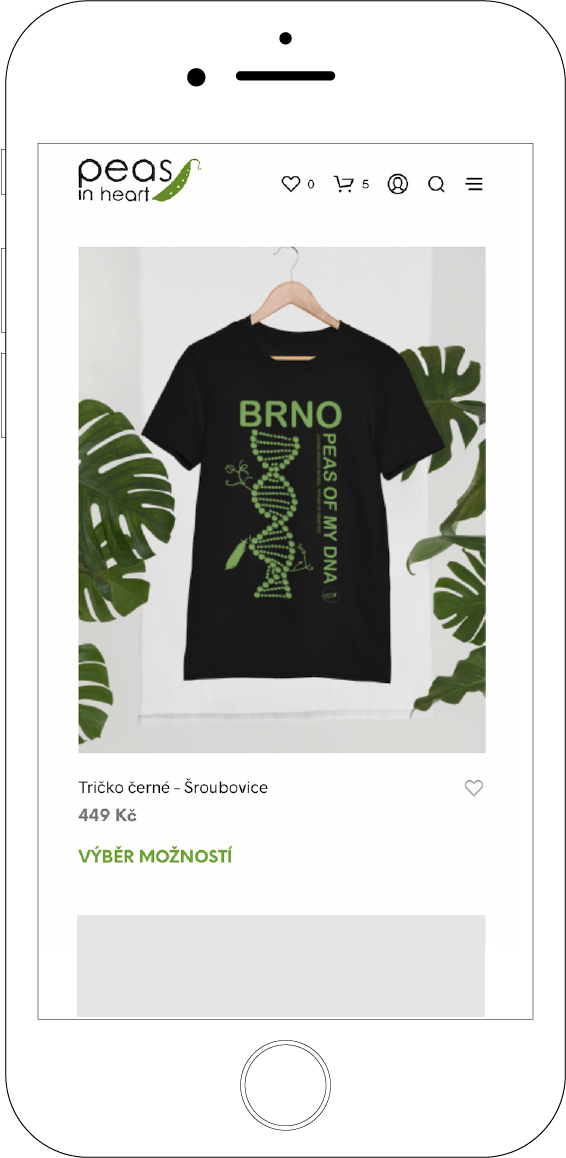 peas
in heart
0
5
BRNO
PEAS OF MY DNA
Tričko černé – Šroubovice
449 Kč
VÝBĚR MOŽNOSTÍ